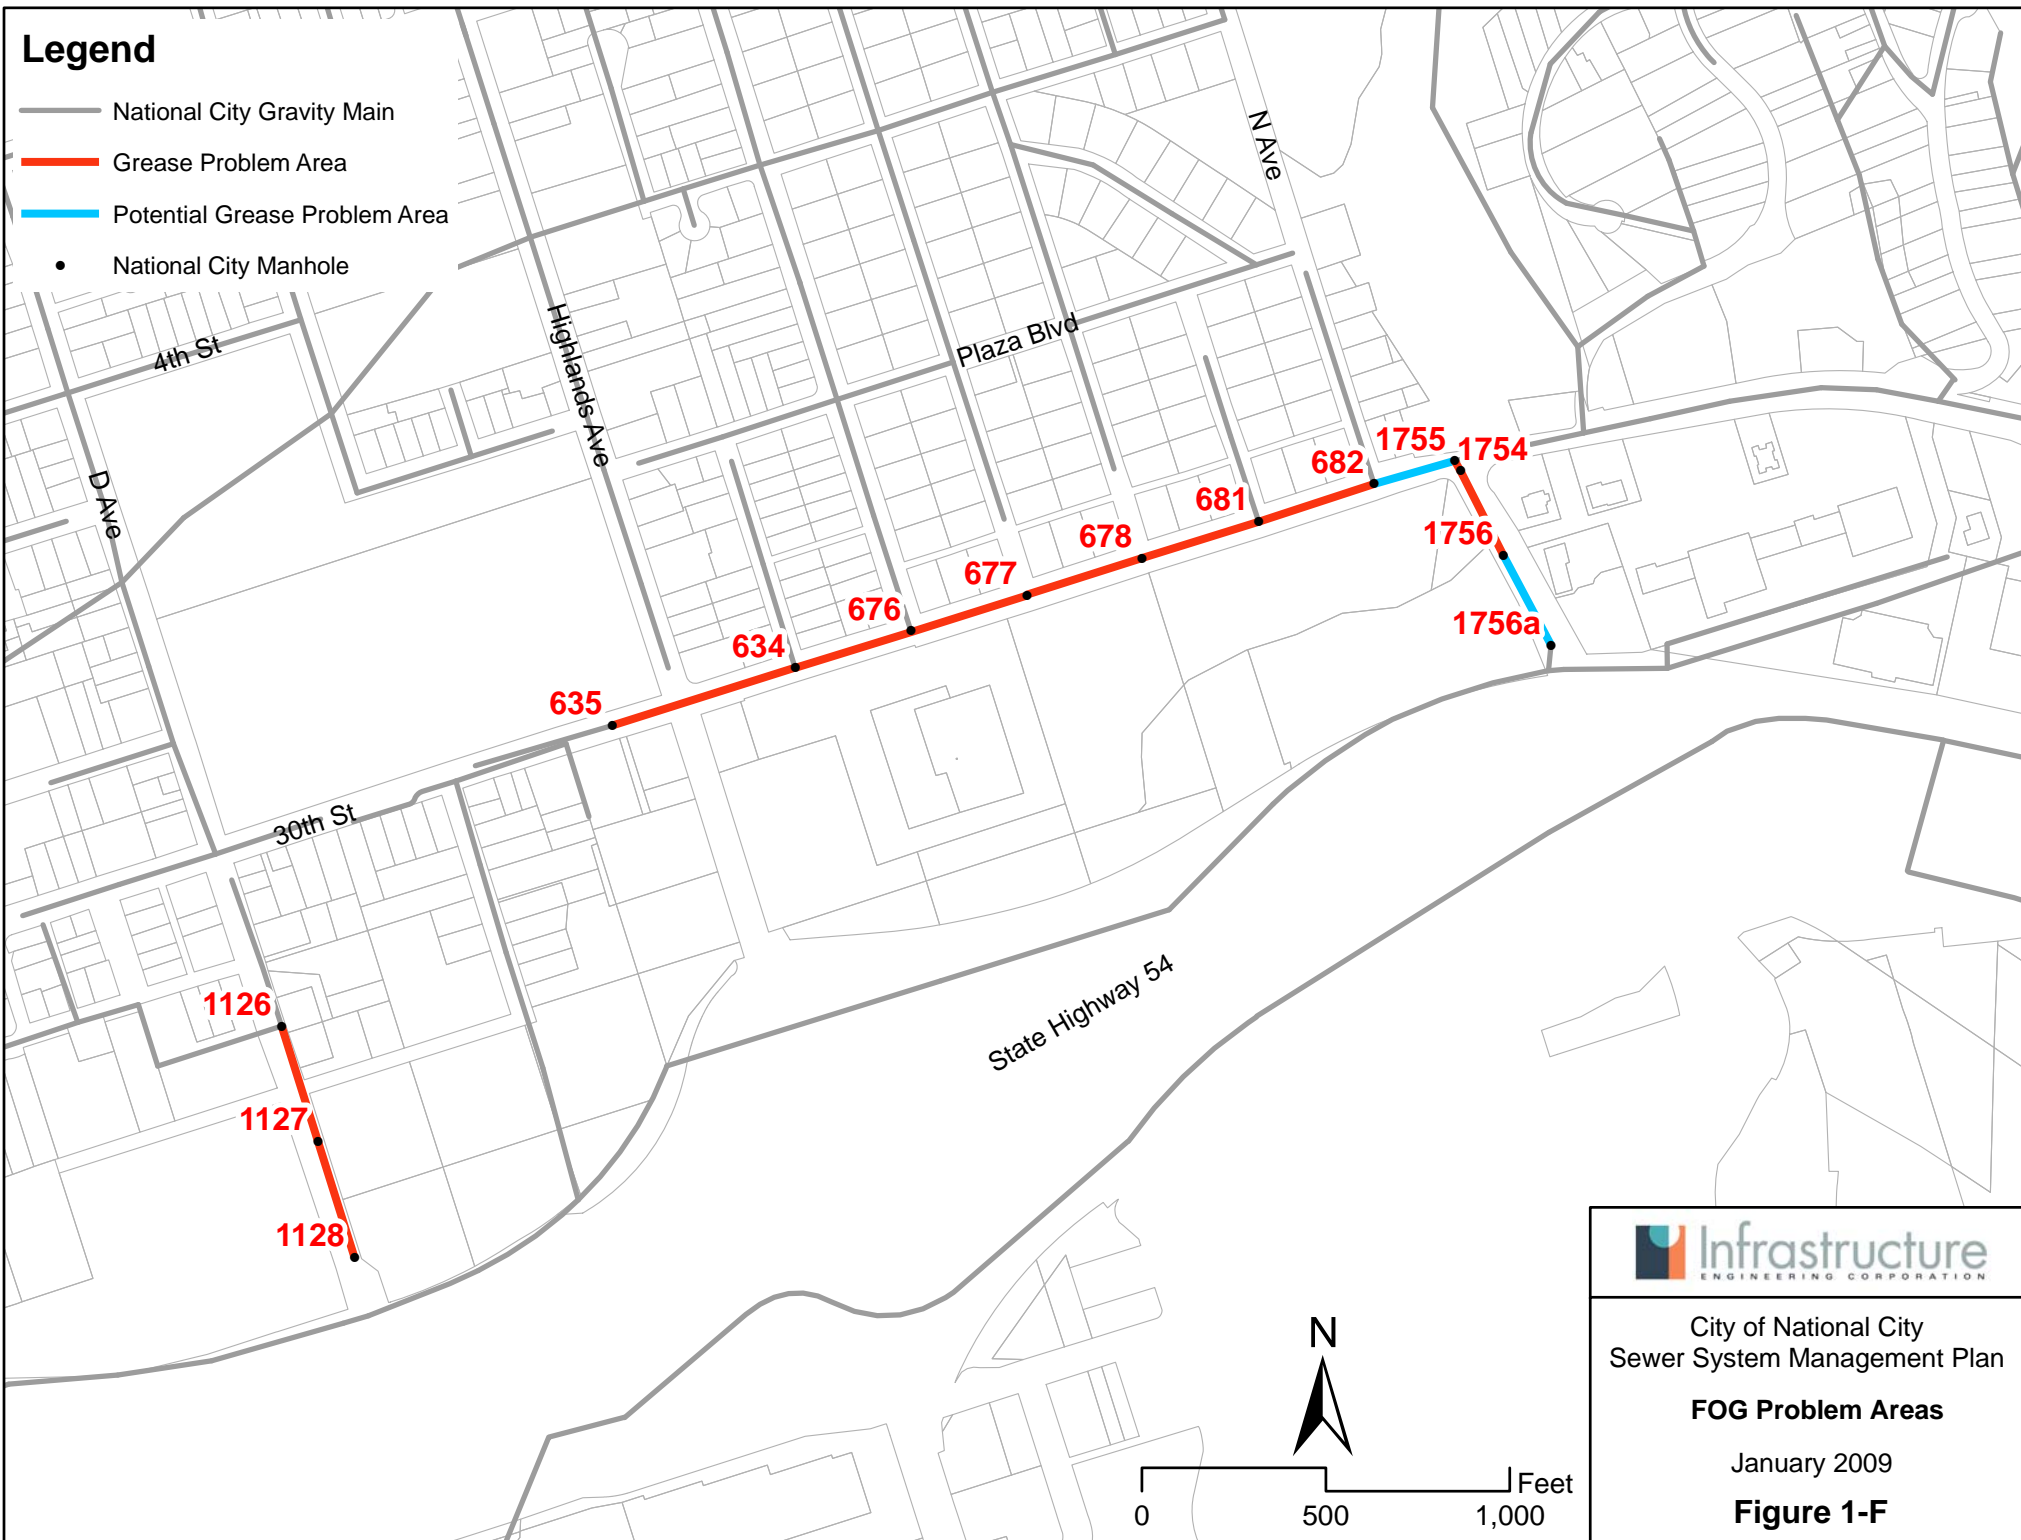 Legend
National City Gravity Main
Grease Problem Area
Potential Grease Problem Area
National City Manhole
N Ave
4th St
Highlands Ave
Plaza Blvd
D Ave
1755
1754
682
681
1756
678
677
676
1756a
634
635
30th St
State Highway 54
1126
1127
1128
N
Feet
0
500
1,000
Infrastructure
ENGINEERING CORPORATION
City of National City
Sewer System Management Plan
FOG Problem Areas
January 2009
Figure 1-F